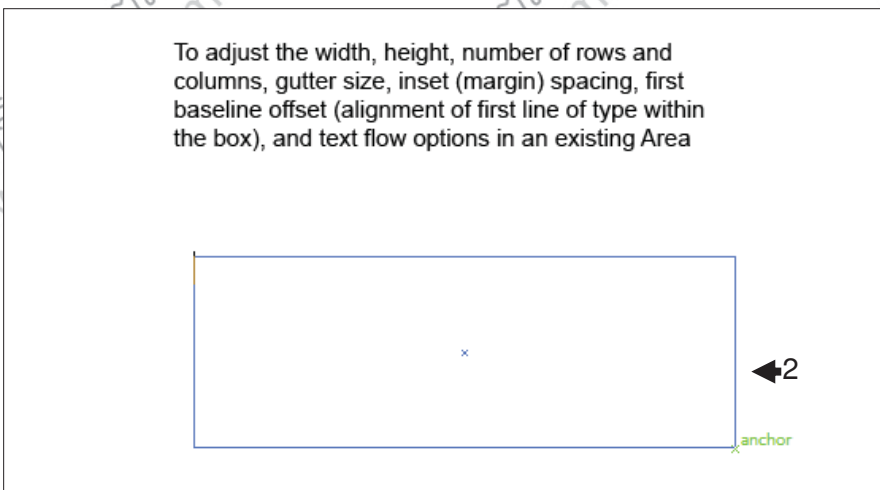 To adjust the width, height, number of rows and
columns, gutter size, inset (margin) spacing, first
baseline offset (alignment of first line of type within
the box), and text flow options in an existing Area
2
anchor